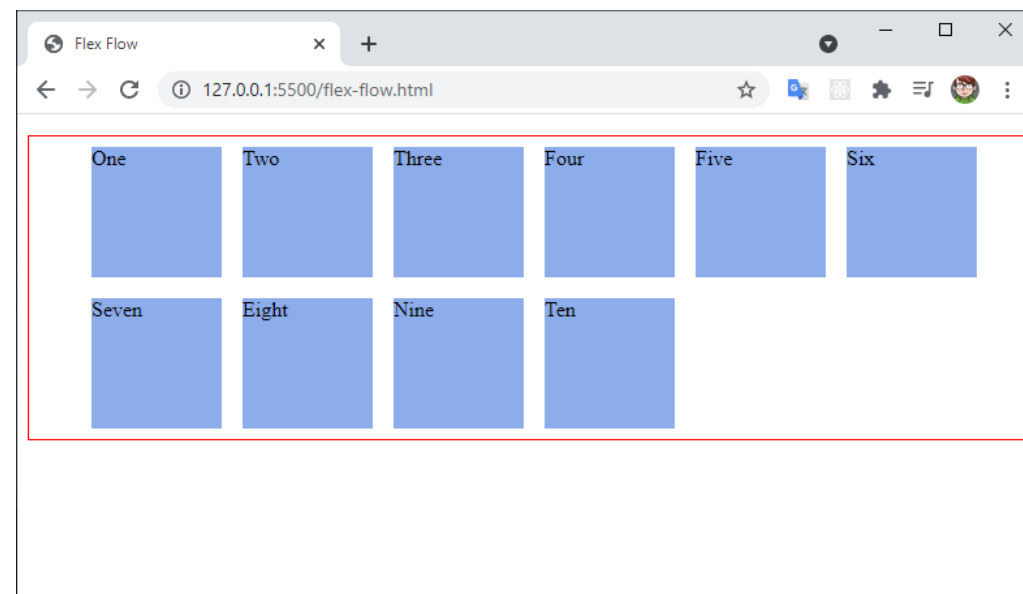 Flex Flow
127.0.0.1:5500/flex-flow.html
One Two Three Four Five Six
Seven Eight Nine Ten